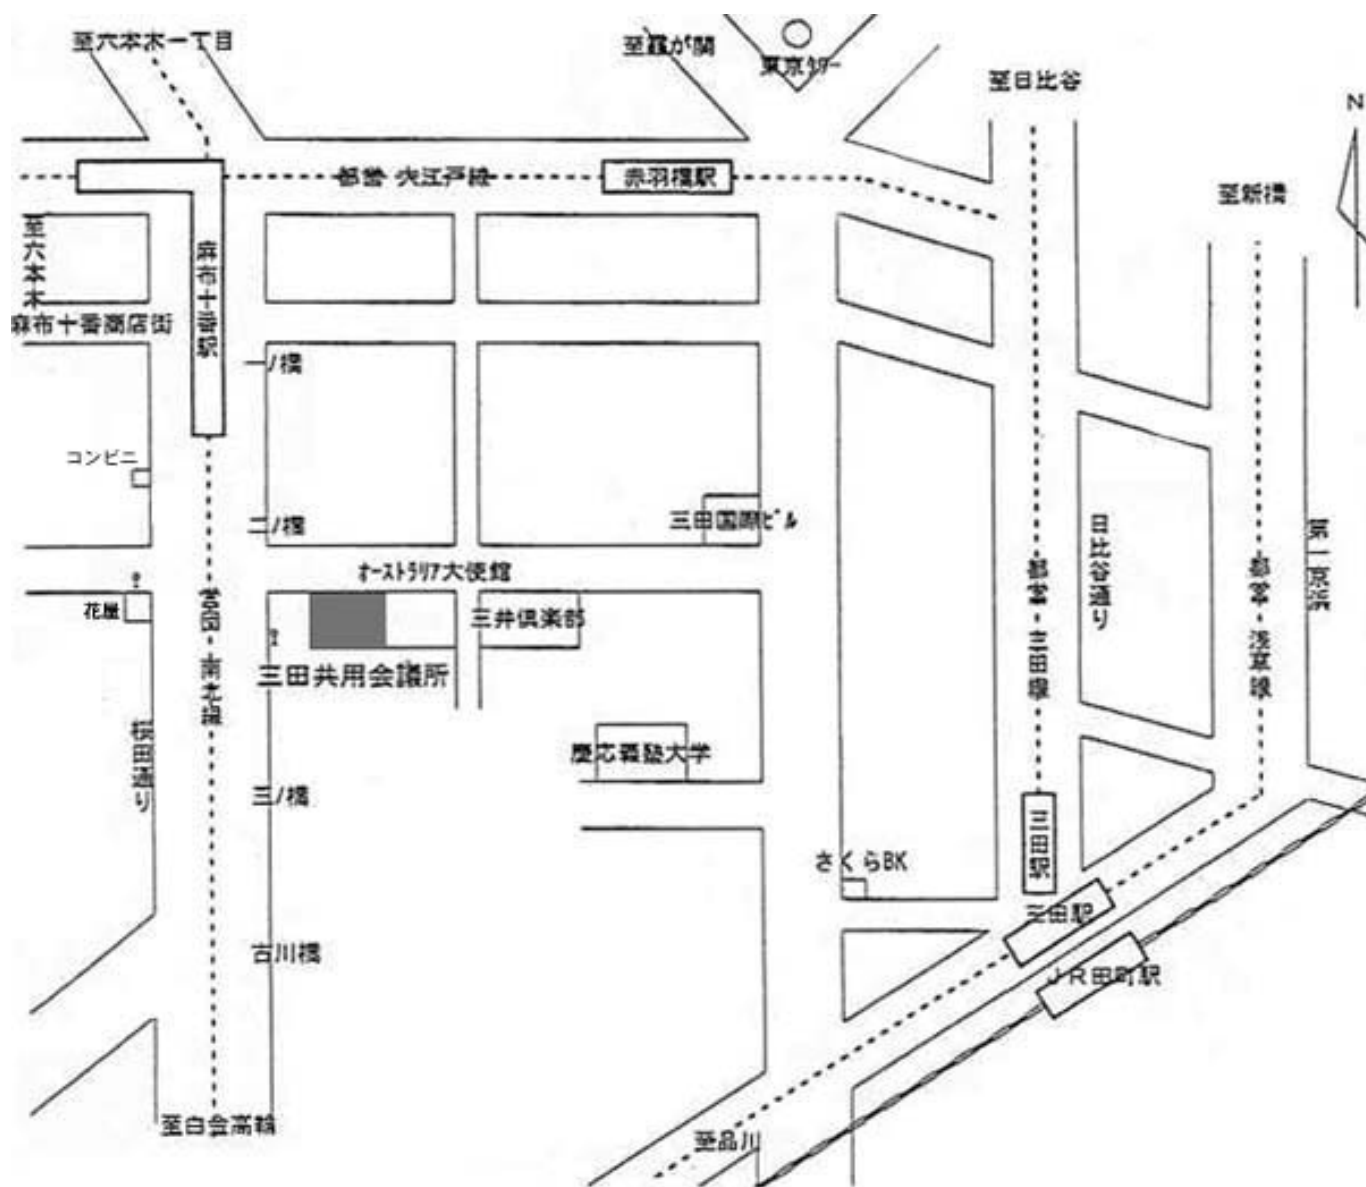 至六本木一丁目
至霞が関
東京タワー
至日比谷
N
都営 大江戸線
赤羽橋駅
至新橋
至六本木
麻布十番駅
麻布十番商店街
一ノ橋
コンビニ
二ノ橋
三田国際ビル
日比谷通り
第一京浜
オーストラリア大使館
都営 三田線
都営 浅草線
花屋
営団 南北線
三井倶楽部
三田共用会議所
桜田通り
慶応義塾大学
三ノ橋
三田駅
さくらBK
三田駅
古川橋
JR田町駅
至白金高輪
至品川